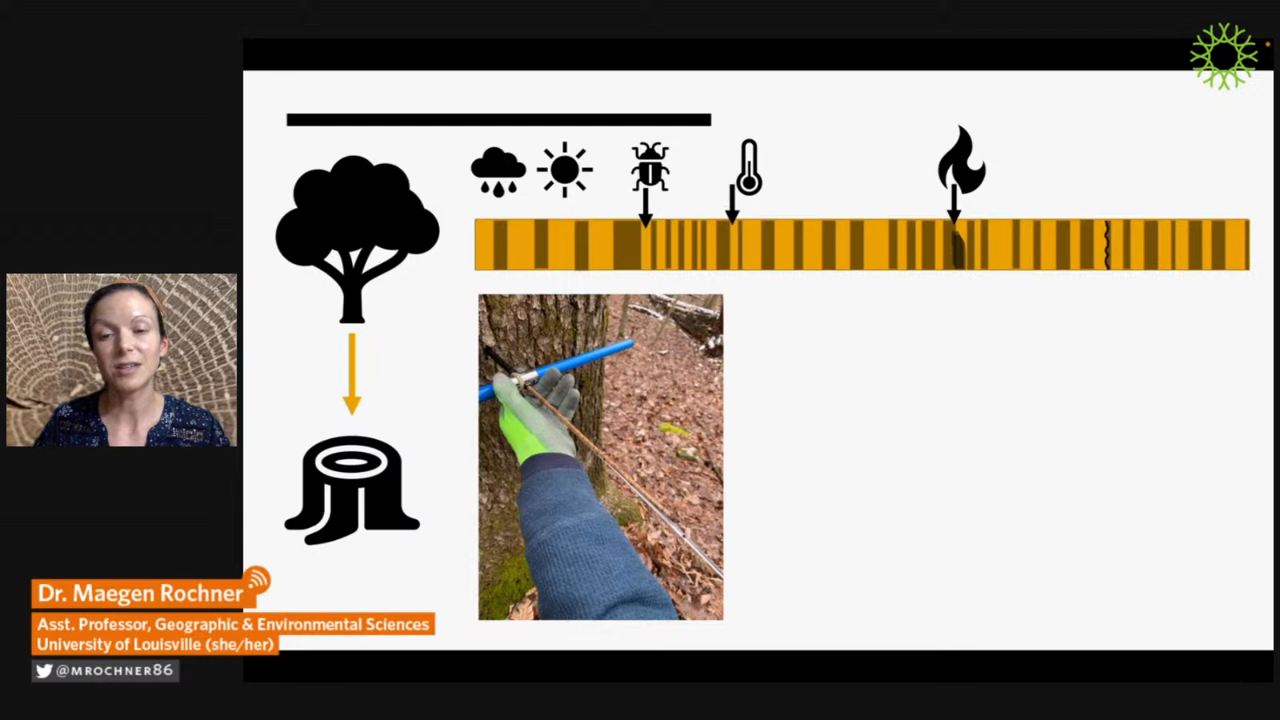 Dr. Maegen Rochner
Asst. Professor, Geographic & Environmental Sciences
University of Louisville (she/her)
@MROCHNER86